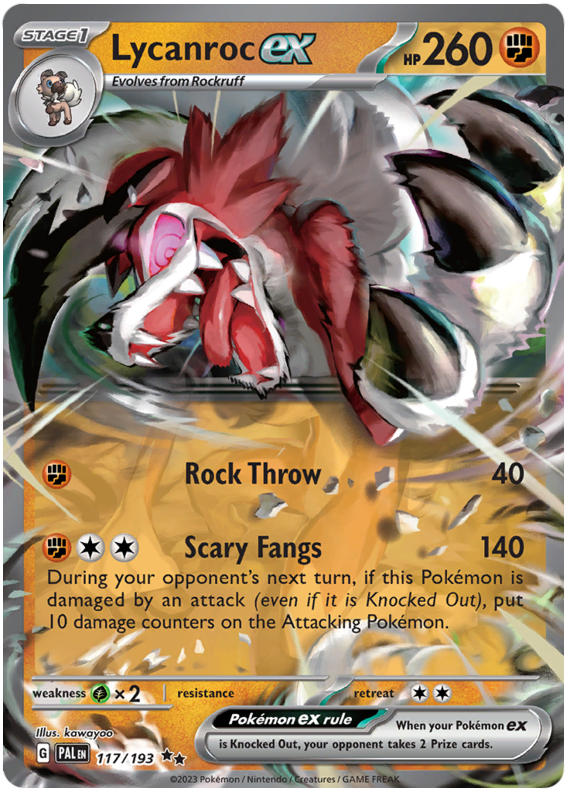 STAGE1
Lycanroc ex
HP 260
Evolves from Rockruff
Rock Throw 40
Scary Fangs 140
During your opponent's next turn, if this Pokémon is
damaged by an attack (even if it is Knocked Out), put
10 damage counters on the Attacking Pokémon.
weakness ×2 resistance retreat
Illus. kawayoo
Pokémon ex rule
When your Pokémon ex
is Knocked Out, your opponent takes 2 Prize cards.
G PAL EN 117/193
©2023 Pokémon / Nintendo / Creatures / GAME FREAK